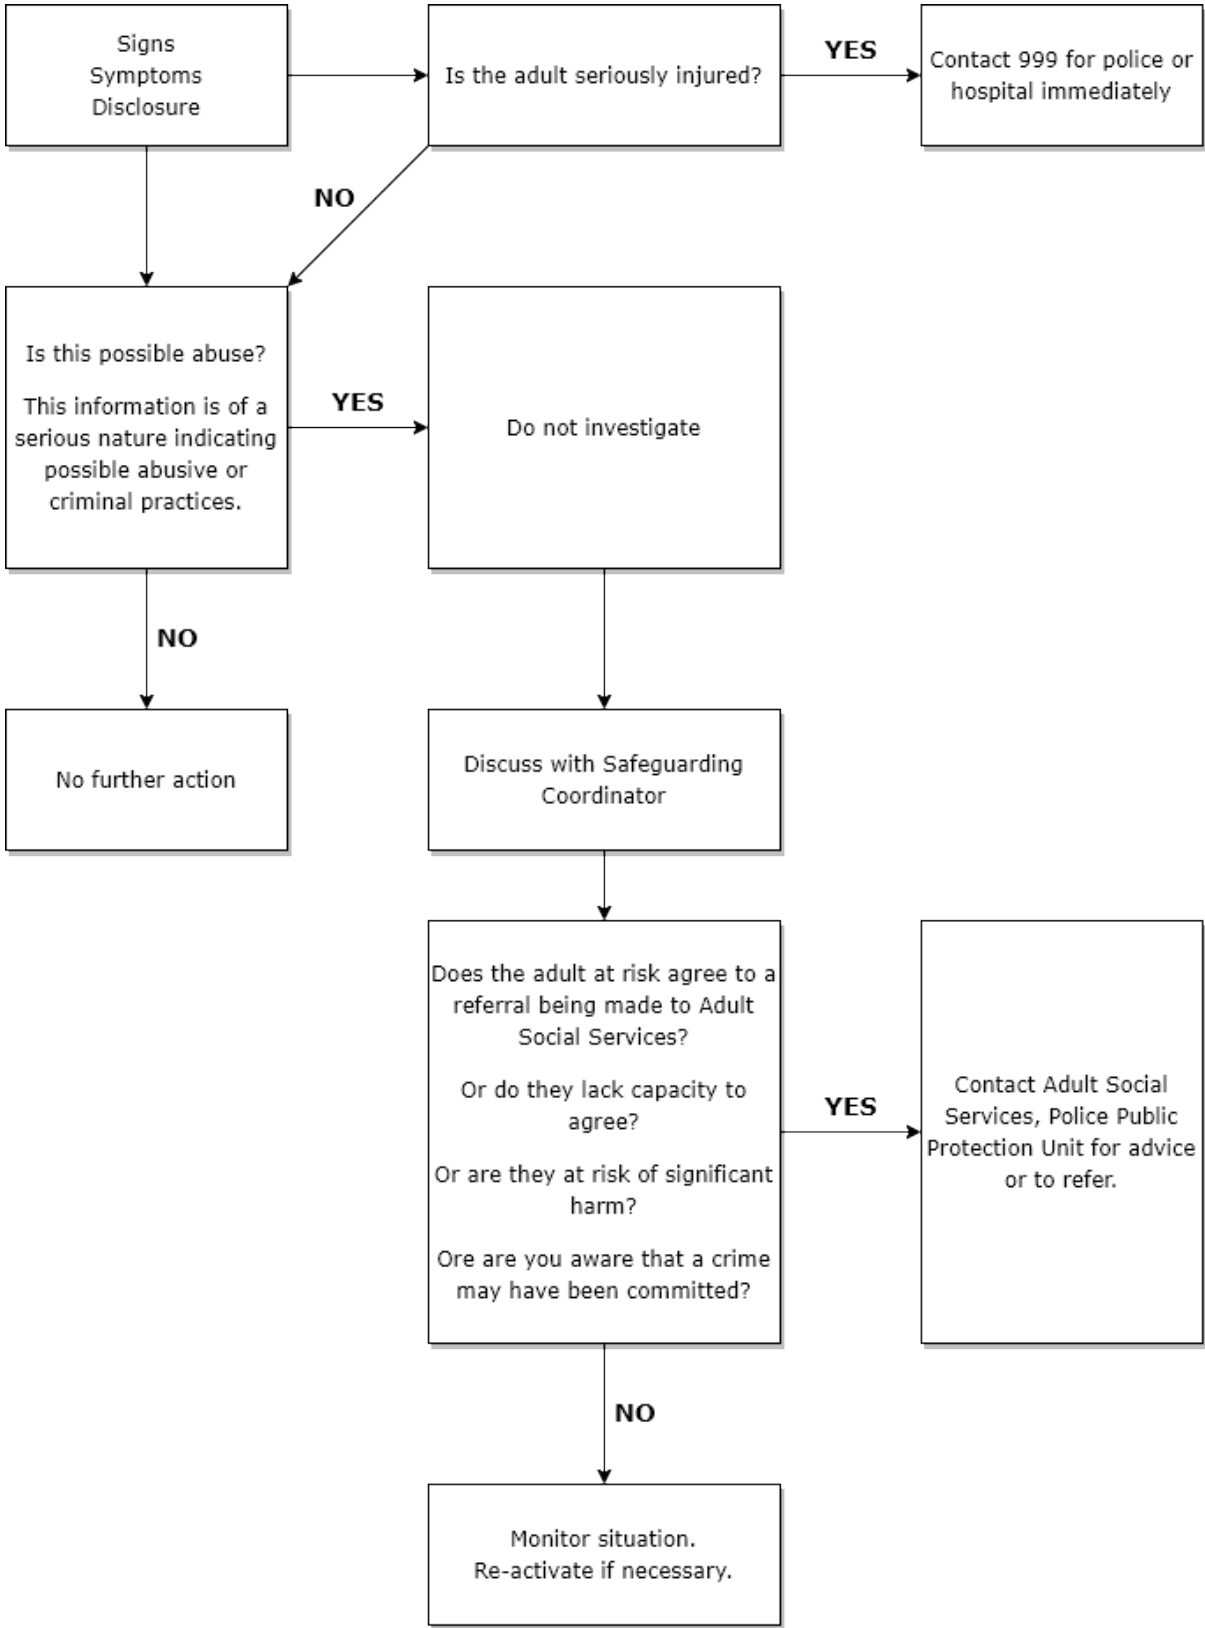 Signs
Symptoms
Disclosure
Is the adult seriously injured?
YES
Contact 999 for police or
hospital immediately
NO
Is this possible abuse?
This information is of a
serious nature indicating
possible abusive or
criminal practices.
YES
Do not investigate
NO
No further action
Discuss with Safeguarding
Coordinator
Does the adult at risk agree to a
referral being made to Adult
Social Services?
Or do they lack capacity to
agree?
Or are they at risk of significant
harm?
Ore are you aware that a crime
may have been committed?
YES
Contact Adult Social
Services, Police Public
Protection Unit for advice
or to refer.
NO
Monitor situation.
Re-activate if necessary.